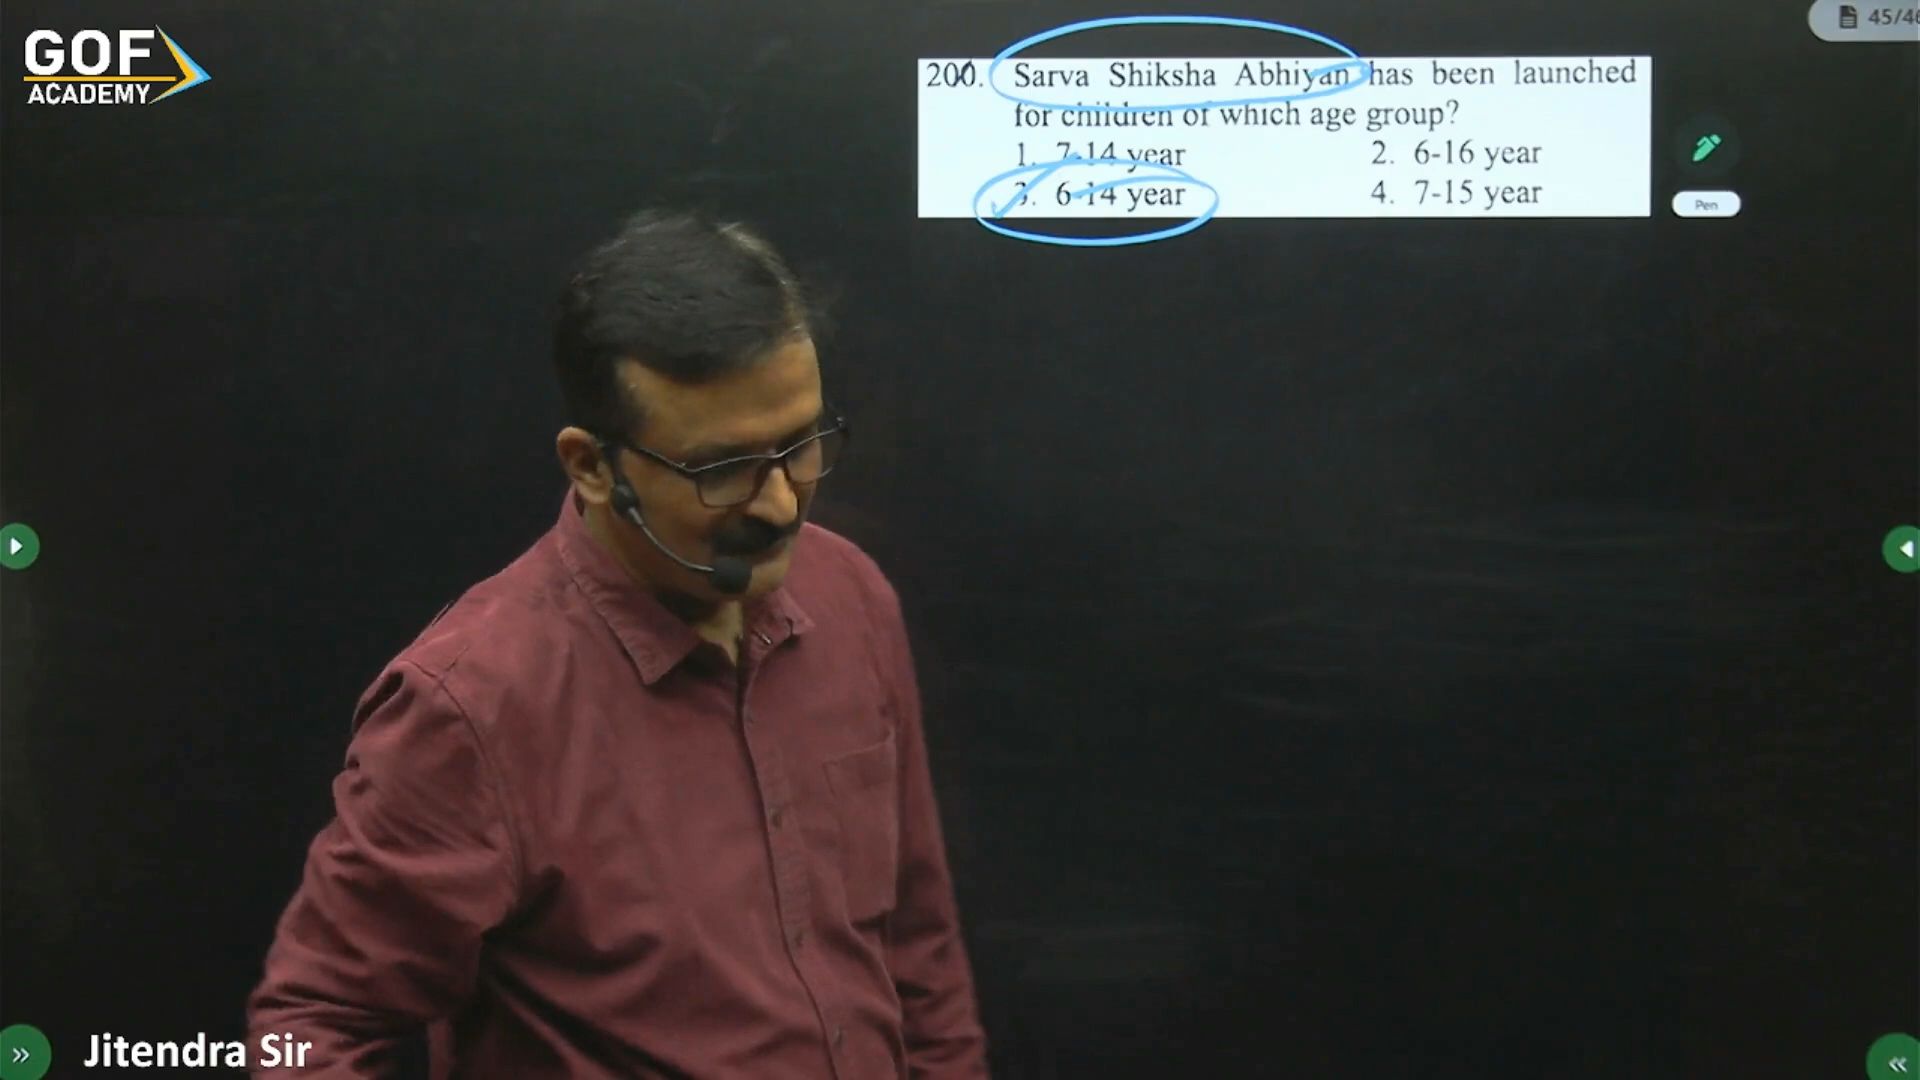 GOF
ACADEMY
45/46
200. Sarva Shiksha Abhiyan has been launched
for children of which age group?
1. 7-14 year 2. 6-16 year
3. 6-14 year 4. 7-15 year
Pen
Jitendra Sir